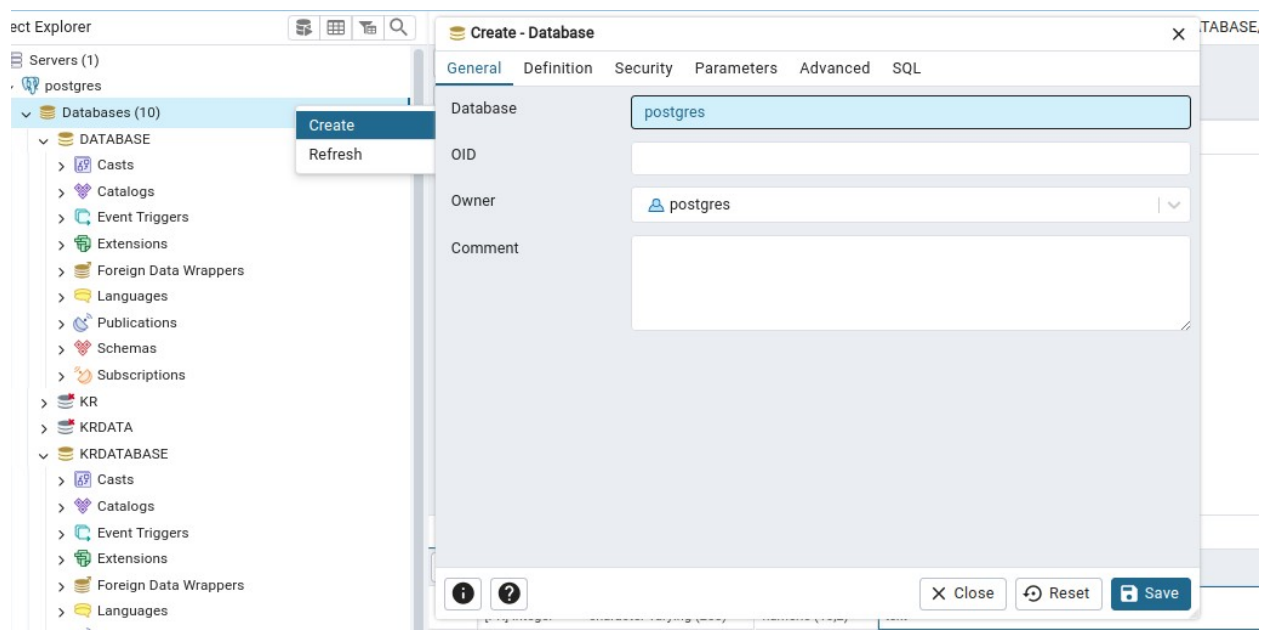 ect Explorer
Servers (1)
postgres
Databases (10)
DATABASE
Casts
Catalogs
Event Triggers
Extensions
Foreign Data Wrappers
Languages
Publications
Schemas
Subscriptions
KR
KRDATA
KRDATABASE
Casts
Catalogs
Event Triggers
Extensions
Foreign Data Wrappers
Languages
Create
Refresh
Create - Database
TABASE/
General Definition Security Parameters Advanced SQL
Database postgres
OID
Owner postgres
Comment
Close Reset Save